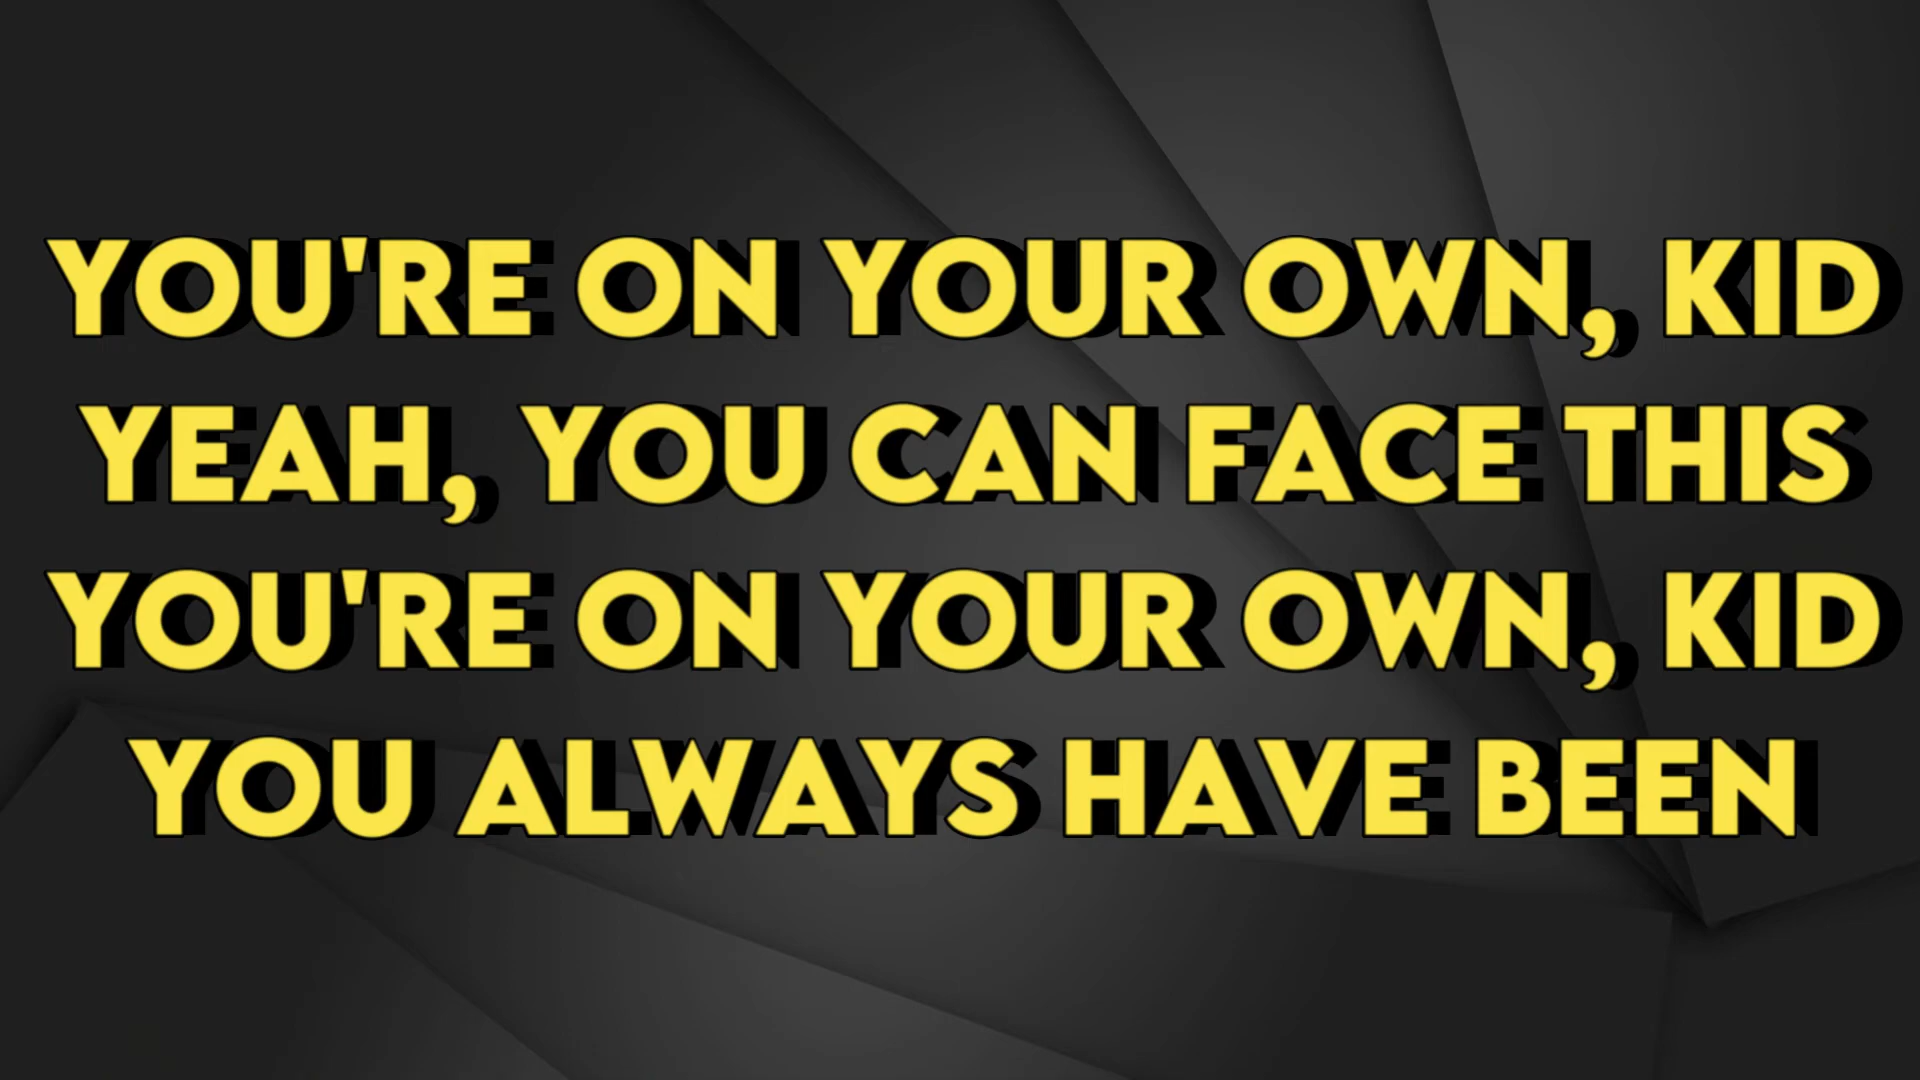 YOU'RE ON YOUR OWN, KID
YEAH, YOU CAN FACE THIS
YOU'RE ON YOUR OWN, KID
YOU ALWAYS HAVE BEEN